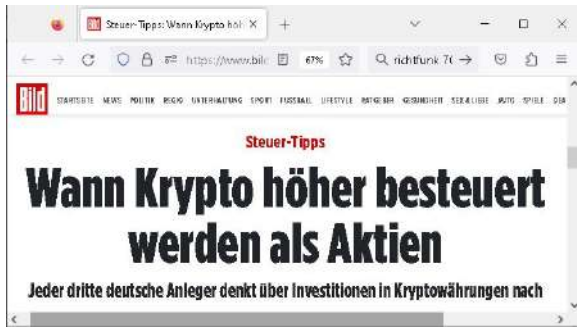 Steuer-Tipps: Wann Krypto höh
https://www.bil 67% richtfunk 7(
Bild STARTSEITE NEWS POLITIK REGIO UNTERHALTUNG SPORT FUSSBALL LIFESTYLE RATGEBER GESUNDHEIT SEX & LIEBE AUTO SPIELE
Steuer-Tipps
Wann Krypto höher besteuert
werden als Aktien
Jeder dritte deutsche Anleger denkt über Investitionen in Kryptowährungen nach